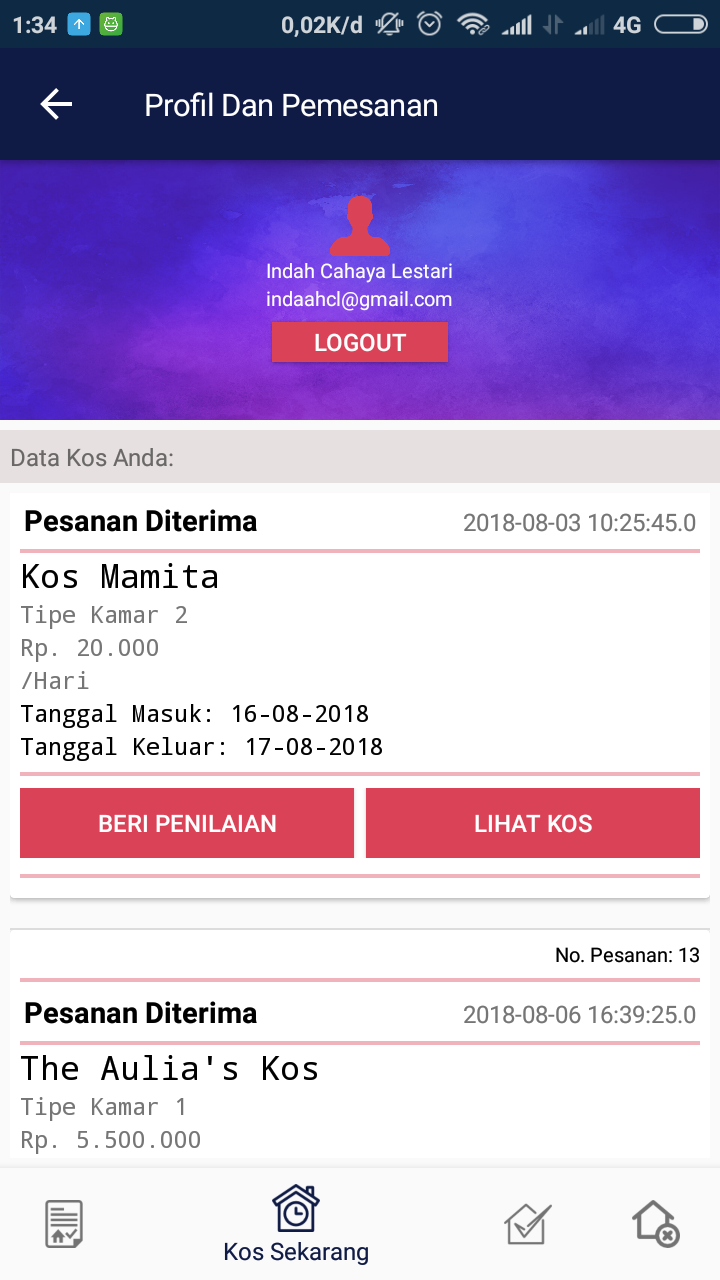 1:34 0,02K/d 4G
Profil Dan Pemesanan
Indah Cahaya Lestari
indaahcl@gmail.com
LOGOUT
Data Kos Anda:
Pesanan Diterima 2018-08-03 10:25:45.0
Kos Mamita
Tipe Kamar 2
Rp. 20.000
/Hari
Tanggal Masuk: 16-08-2018
Tanggal Keluar: 17-08-2018
BERI PENILAIAN LIHAT KOS
No. Pesanan: 13
Pesanan Diterima 2018-08-06 16:39:25.0
The Aulia's Kos
Tipe Kamar 1
Rp. 5.500.000
Kos Sekarang